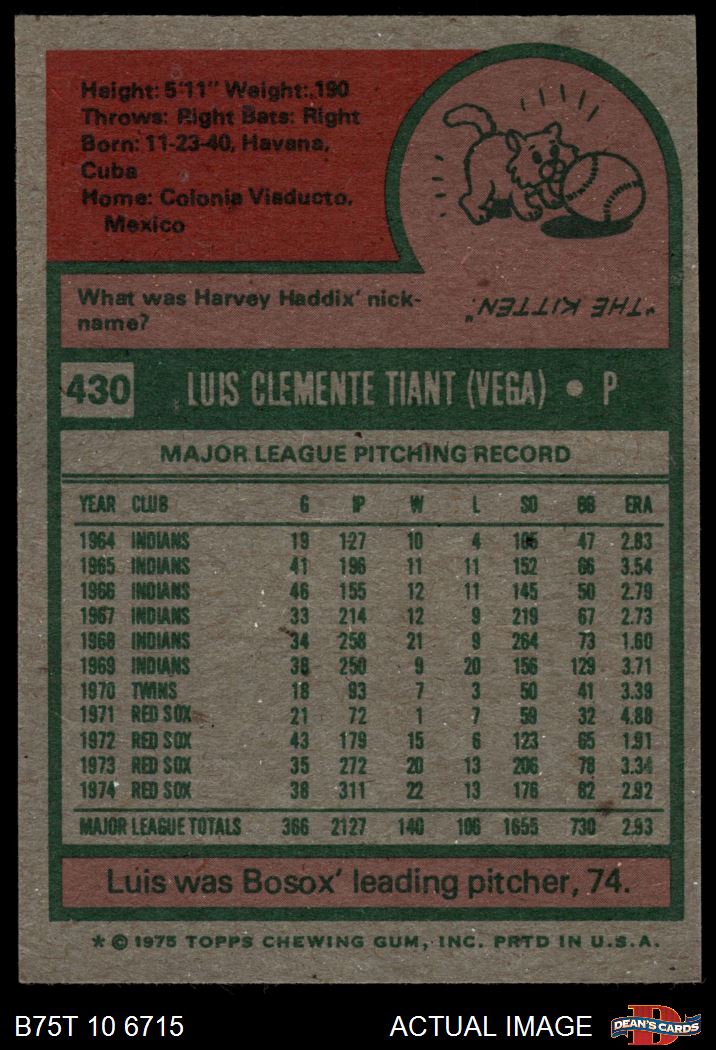 Height: 5'11" Weight: 190
Throws: Right Bats: Right
Born: 11-23-40, Havana,
Cuba
Home: Colonia Viaducto,
Mexico
What was Harvey Haddix' nick-
name?
"THE KITTEN."
430 LUIS CLEMENTE TIANT (VEGA) • P
MAJOR LEAGUE PITCHING RECORD
YEAR CLUB G IP W L SO BB ERA
1964 INDIANS 19 127 10 4 105 47 2.83
1965 INDIANS 41 196 11 11 152 66 3.54
1966 INDIANS 46 155 12 11 145 50 2.79
1967 INDIANS 33 214 12 9 219 67 2.73
1968 INDIANS 34 258 21 9 264 73 1.60
1969 INDIANS 38 250 9 20 156 129 3.71
1970 TWINS 18 93 7 3 50 41 3.39
1971 RED SOX 21 72 1 7 59 32 4.88
1972 RED SOX 43 179 15 6 123 65 1.91
1973 RED SOX 35 272 20 13 206 78 3.34
1974 RED SOX 38 311 22 13 176 82 2.92
MAJOR LEAGUE TOTALS 366 2127 140 106 1655 730 2.93
Luis was Bosox' leading pitcher, 74.
* © 1975 TOPPS CHEWING GUM, INC. PRTD IN U.S.A.
B75T 10 6715 ACTUAL IMAGE DEAN'S CARDS